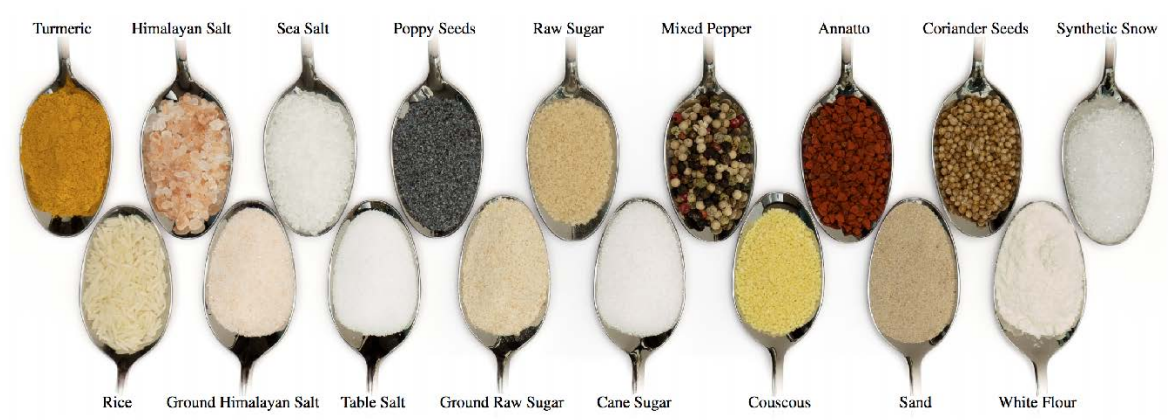 Turmeric
Himalayan Salt
Sea Salt
Poppy Seeds
Raw Sugar
Mixed Pepper
Annatto
Coriander Seeds
Synthetic Snow
Rice
Ground Himalayan Salt
Table Salt
Ground Raw Sugar
Cane Sugar
Couscous
Sand
White Flour